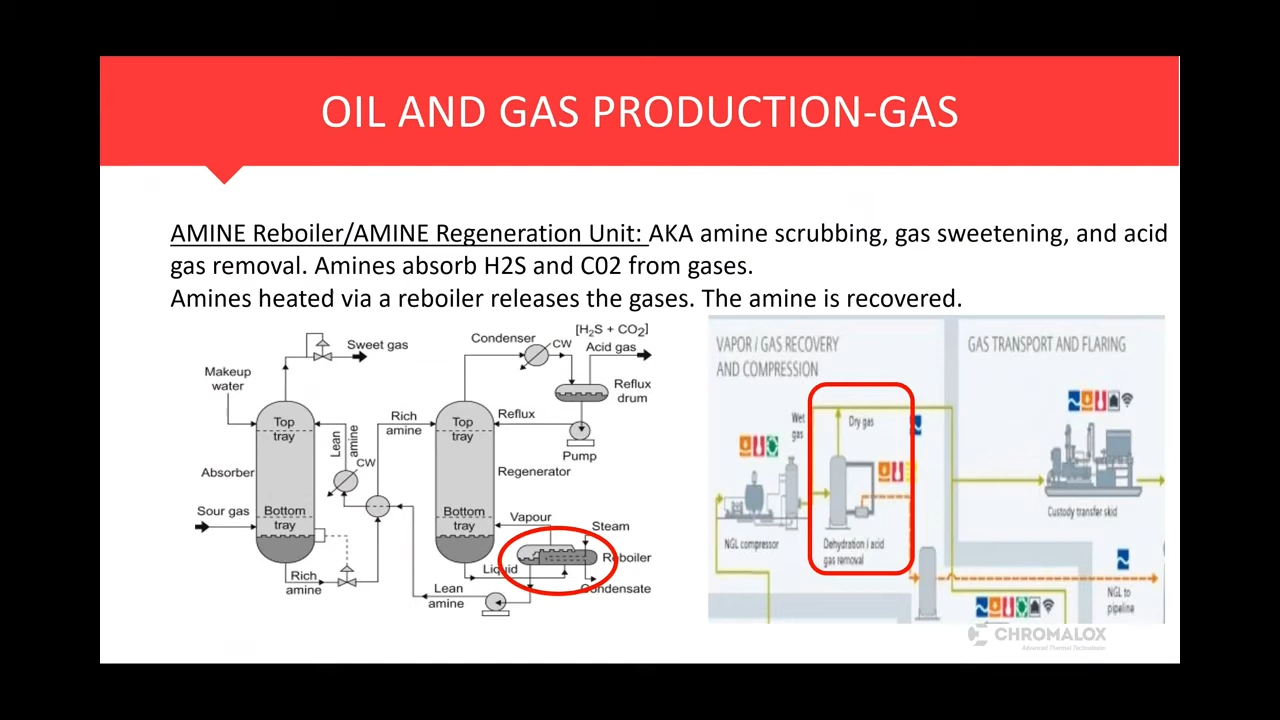 OIL AND GAS PRODUCTION-GAS
AMINE Reboiler/AMINE Regeneration Unit: AKA amine scrubbing, gas sweetening, and acid
gas removal. Amines absorb H2S and C02 from gases.
Amines heated via a reboiler releases the gases. The amine is recovered.
[H₂S + CO₂]
Acid gas
Condenser
CW
Sweet gas
Makeup
water
Reflux
drum
Top
tray
Lean
amine
Rich
amine
Top
tray
Reflux
Pump
CW
Absorber
Regenerator
Sour gas
Bottom
tray
Bottom
tray
Vapour
Steam
Reboiler
Liquid
Condensate
Rich
amine
Lean
amine
VAPOR / GAS RECOVERY
AND COMPRESSION
GAS TRANSPORT AND FLARING
Wet
gas
Dry gas
NGL compressor
Dehydration / acid
gas removal
Custody transfer skid
NGL to
pipeline
CHROMALOX
Advanced Thermal Technologies